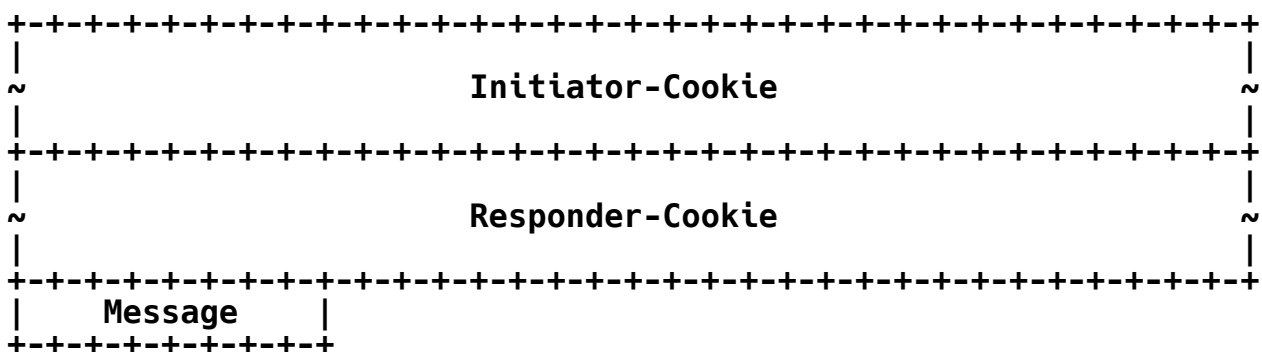 +-+-+-+-+-+-+-+-+-+-+-+-+-+-+-+-+-+-+-+-+-+-+-+-+-+-+-+-+-+-+-+-+
|                                                               |
~                       Initiator-Cookie                        ~
|                                                               |
+-+-+-+-+-+-+-+-+-+-+-+-+-+-+-+-+-+-+-+-+-+-+-+-+-+-+-+-+-+-+-+-+
|                                                               |
~                       Responder-Cookie                        ~
|                                                               |
+-+-+-+-+-+-+-+-+-+-+-+-+-+-+-+-+-+-+-+-+-+-+-+-+-+-+-+-+-+-+-+-+
|    Message    |
+-+-+-+-+-+-+-+-+